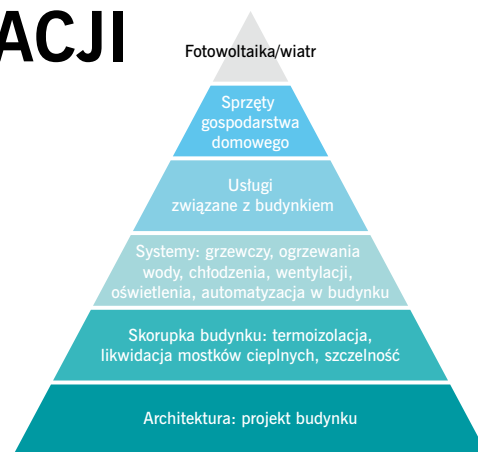 ACJI
Fotowoltaika/wiatr
Sprzęty
gospodarstwa
domowego
Usługi
związane z budynkiem
Systemy: grzewczy, ogrzewania
wody, chłodzenia, wentylacji,
oświetlenia, automatyzacja w budynku
Skorupka budynku: termoizolacja,
likwidacja mostków cieplnych, szczelność
Architektura: projekt budynku